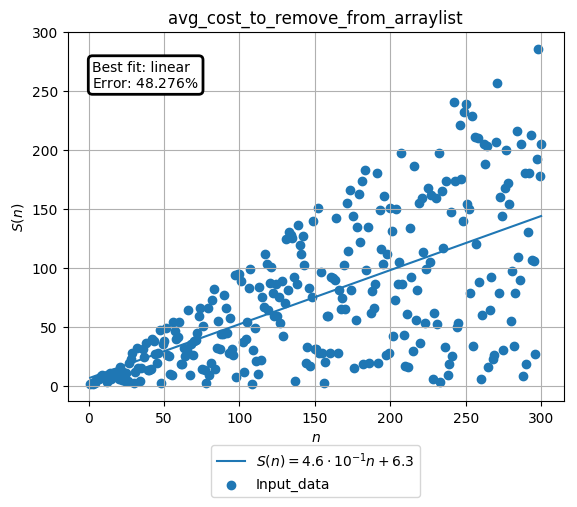 avg_cost_to_remove_from_arraylist
Best fit: linear
Error: 48.276%
S(n)
300
250
200
150
100
50
0
0 50 100 150 200 250 300
n
S(n) = 4.6 · 10⁻¹n + 6.3
Input_data